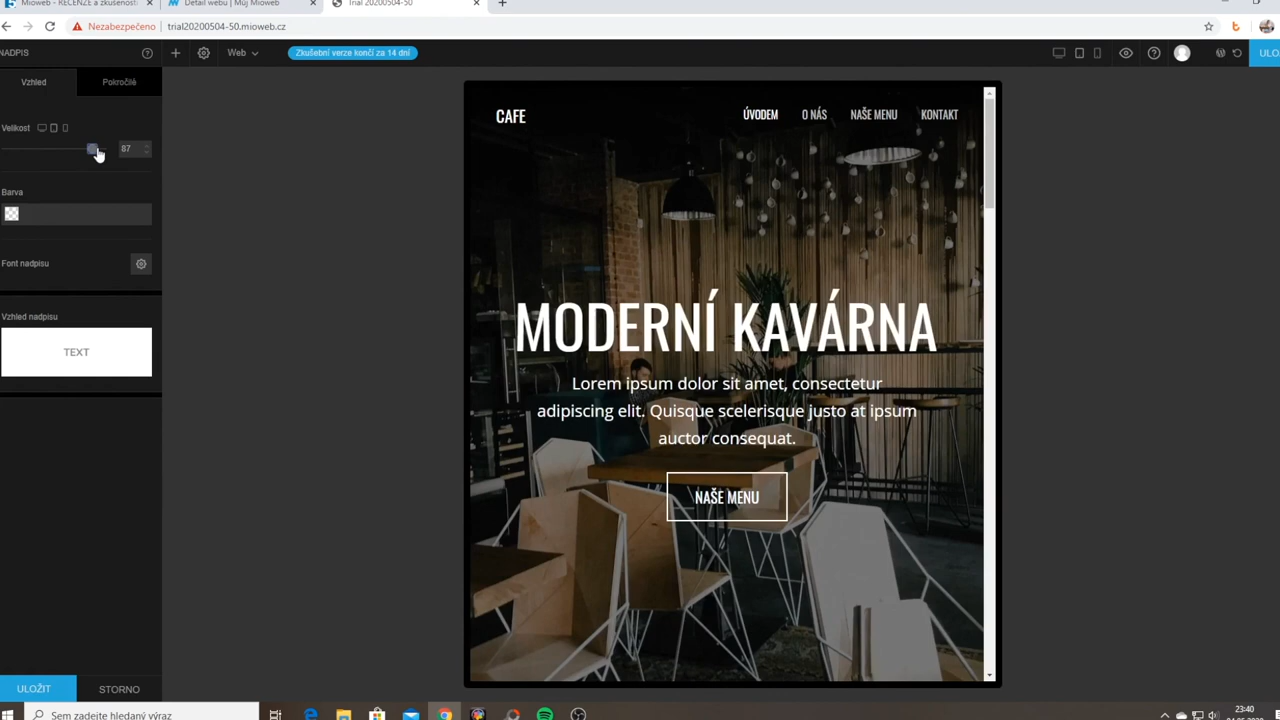 Mioweb - RECENZE a zkušenosti
Detail webu | Můj Mioweb
Trial 20200504-50
Nezabezpečeno
trial20200504-50.mioweb.cz
NADPIS
Web
Zkušební verze končí za 14 dní
ULO
Vzhled
Pokročilé
CAFE
ÚVODEM
O NÁS
NAŠE MENU
KONTAKT
Velikost
87
Barva
Font nadpisu
Vzhled nadpisu
TEXT
MODERNÍ KAVÁRNA
Lorem ipsum dolor sit amet, consectetur
adipiscing elit. Quisque scelerisque justo at ipsum
auctor consequat.
NAŠE MENU
ULOŽIT
STORNO
Sem zadejte hledaný výraz
23:40